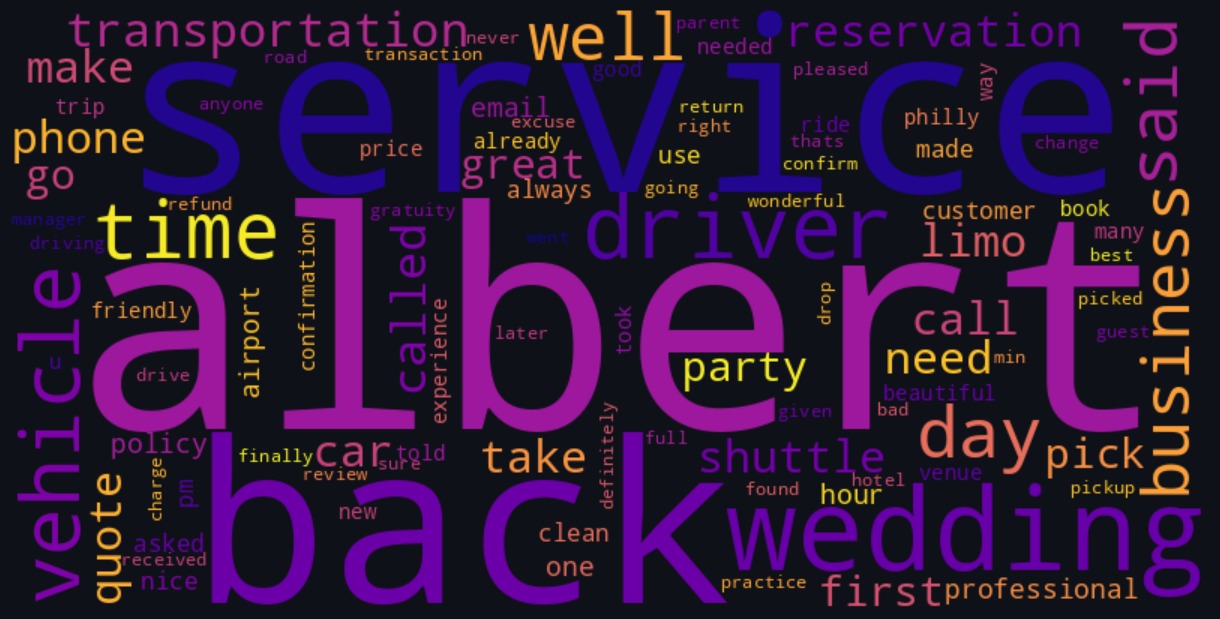 transportation
never
well
parent
needed
reservation
said
road
transaction
make
service
good
pleased
way
trip
anyone
email
excuse
return
right
ride
thats
philly
phone
price
already
great
use
confirm
made
change
go
always
going
wonderful
refund
manager
driving
time
gratuity
went
driver
customer
book
limo
many
best
business
albert
vehicle
friendly
airport
confirmation
called
experience
later
took
drop
picked
call
guest
u
drive
party
need
min
beautiful
given
bad
day
policy
finally
car
told
sure
review
take
definitely
full
shuttle
venue
pick
hotel
found
hour
pickup
quote
charge
pm
back
new
wedding
asked
received
nice
clean
one
practice
first
professional